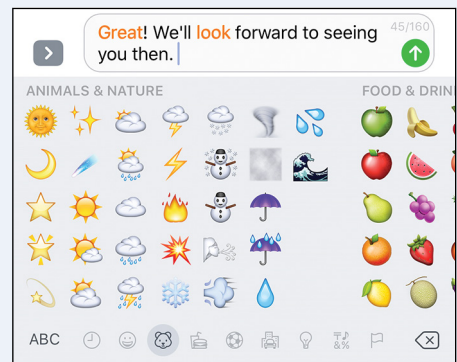 45/160
Great! We'll look forward to seeing
you then.
ANIMALS & NATURE FOOD & DRIN
ABC